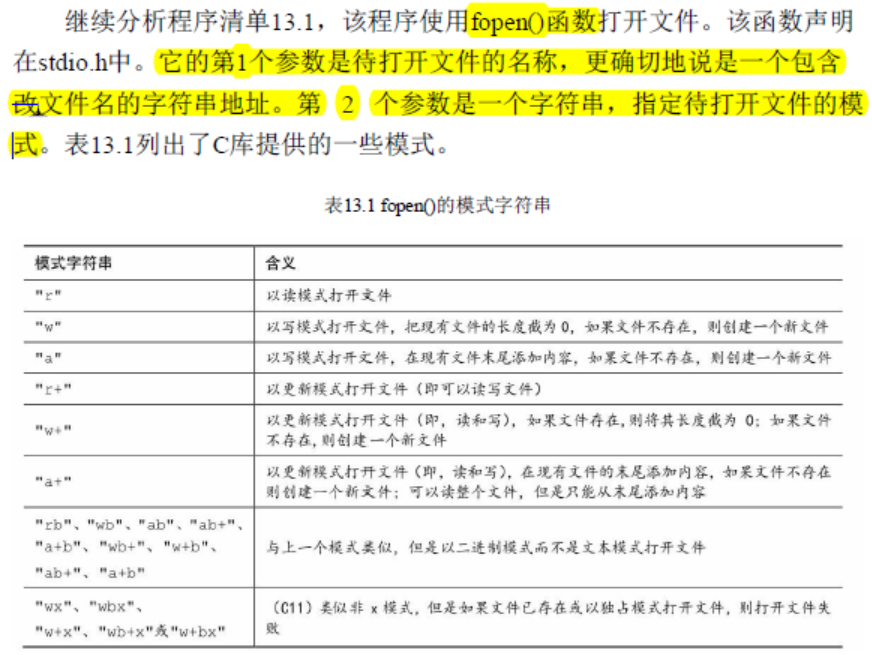 继续分析程序清单13.1，该程序使用fopen()函数打开文件。该函数声明
在stdio.h中。它的第1个参数是待打开文件的名称，更确切地说是一个包含
改文件名的字符串地址。第 2 个参数是一个字符串，指定待打开文件的模
式。表13.1列出了C库提供的一些模式。
表13.1 fopen()的模式字符串
模式字符串 含义
"r" 以读模式打开文件
"w" 以写模式打开文件，把现有文件的长度截为 0，如果文件不存在，则创建一个新文件
"a" 以写模式打开文件，在现有文件末尾添加内容，如果文件不存在，则创建一个新文件
"r+" 以更新模式打开文件（即可以读写文件）
"w+" 以更新模式打开文件（即，读和写），如果文件存在,则将其长度截为 0；如果文件
不存在,则创建一个新文件
"a+" 以更新模式打开文件（即，读和写），在现有文件的末尾添加内容，如果文件不存在
则创建一个新文件；可以读整个文件，但是只能从末尾添加内容
"rb"、"wb"、"ab"、"ab+"、
"a+b"、"wb+"、"w+b"、
"ab+"、"a+b"
与上一个模式类似，但是以二进制模式而不是文本模式打开文件
"wx"、"wbx"、
"w+x"、"wb+x"或"w+bx"
（C11）类似非 x 模式，但是如果文件已存在或以独占模式打开文件，则打开文件失
败